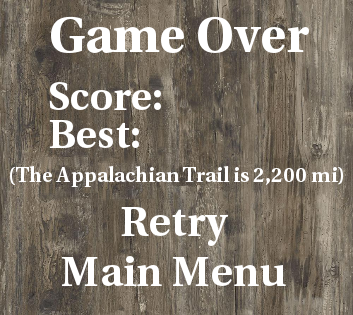 Game Over
Score:
Best:
(The Appalachian Trail is 2,200 mi)
Retry
Main Menu